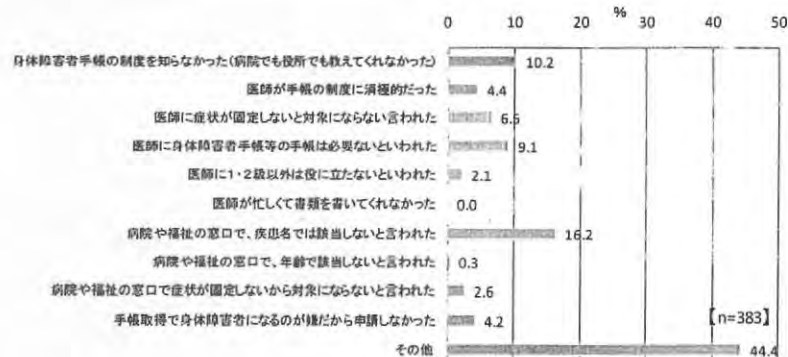 %
0 10 20 30 40 50
身体障害者手帳の制度を知らなかった(病院でも役所でも教えてくれなかった) 10.2
医師が手帳の制度に消極的だった 4.4
医師に症状が固定しないと対象にならない言われた 6.5
医師に身体障害者手帳等の手帳は必要ないといわれた 9.1
医師に1・2級以外は役に立たないといわれた 2.1
医師が忙しくて書類を書いてくれなかった 0.0
病院や福祉の窓口で、疾患名では該当しないと言われた 16.2
病院や福祉の窓口で、年齢で該当しないと言われた 0.3
病院や福祉の窓口で症状が固定しないから対象にならないと言われた 2.6
手帳取得で身体障害者になるのが嫌だから申請しなかった 4.2
【n=383】
その他 44.4